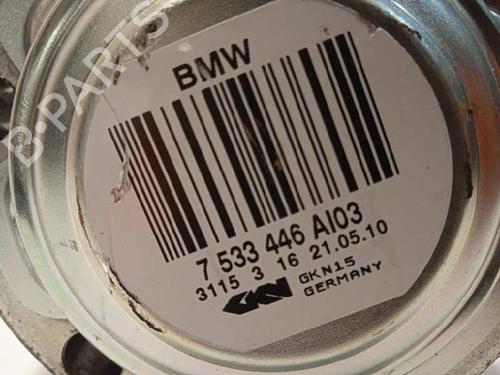 B-PARTS
BMW
7 533 446 AI03
3115 3 16 21.05.10
GKN
GKN15
GERMANY